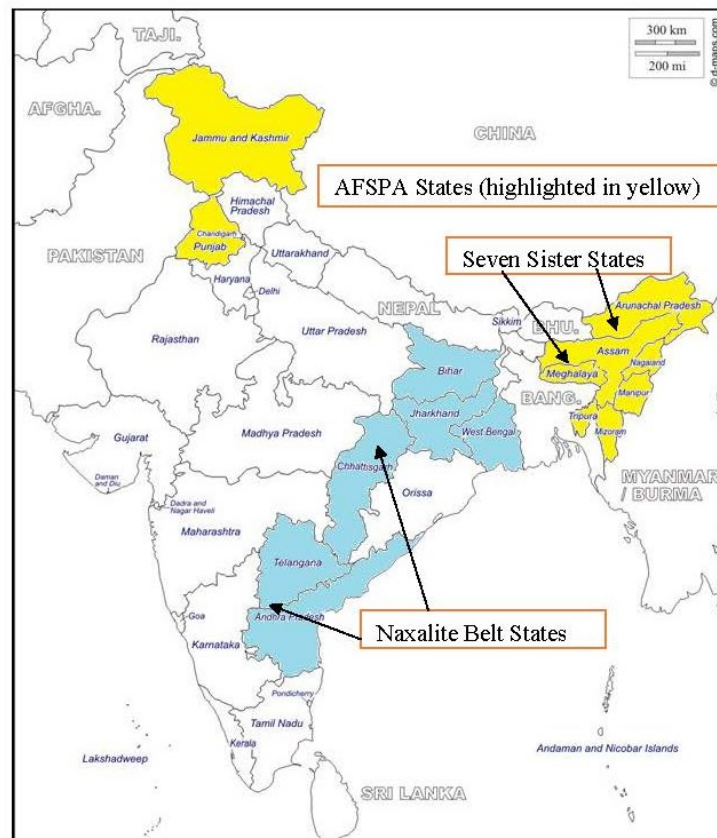 300 km
200 mi
© d-maps.com
TAJI.
AFGHA.
CHINA
Jammu and Kashmir
AFSPA States (highlighted in yellow)
Himachal
Pradesh
Chandigarh
Punjab
PAKISTAN
Uttarakhand
Seven Sister States
Haryana
Delhi
NEPAL
Sikkim
BHU.
Arunachal Pradesh
Rajasthan
Uttar Pradesh
Assam
Nagaland
Bihar
Meghalaya
Manipur
BANG.
Jharkhand
West Bengal
Tripura
Mizoram
Gujarat
Madhya Pradesh
Chhattisgarh
MYANMAR
/ BURMA
Daman
and Diu
Orissa
Dadra and
Nagar Haveli
Maharashtra
Telangana
Goa
Andhra Pradesh
Naxalite Belt States
Karnataka
Pondicherry
Tamil Nadu
Kerala
Lakshadweep
Andaman and Nicobar Islands
SRI LANKA